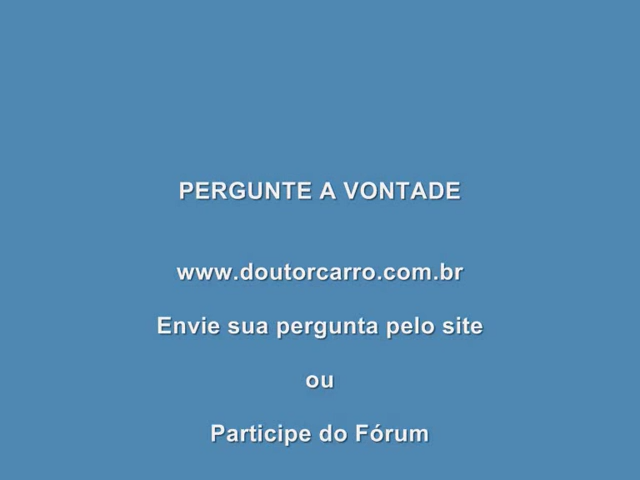 PERGUNTE A VONTADE
www.doutorcarro.com.br
Envie sua pergunta pelo site
ou
Participe do Fórum